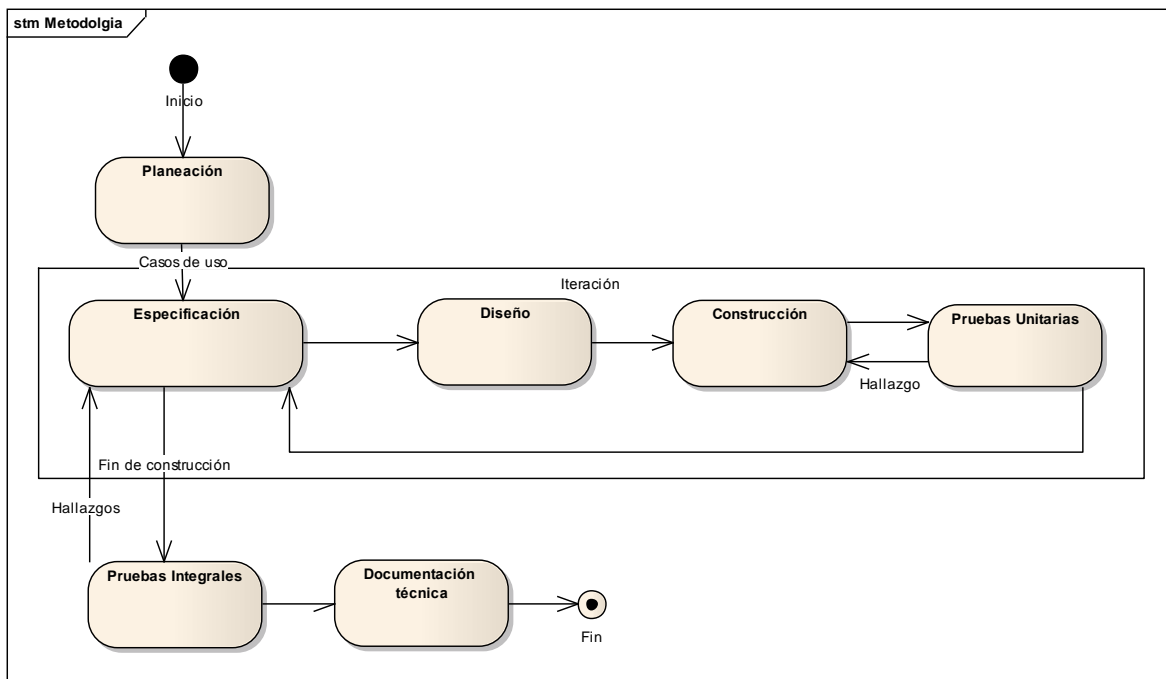 stm Metodolgia
Inicio
Planeación
Casos de uso
Iteración
Especificación
Diseño
Construcción
Pruebas Unitarias
Hallazgo
Fin de construcción
Hallazgos
Pruebas Integrales
Documentación
técnica
Fin